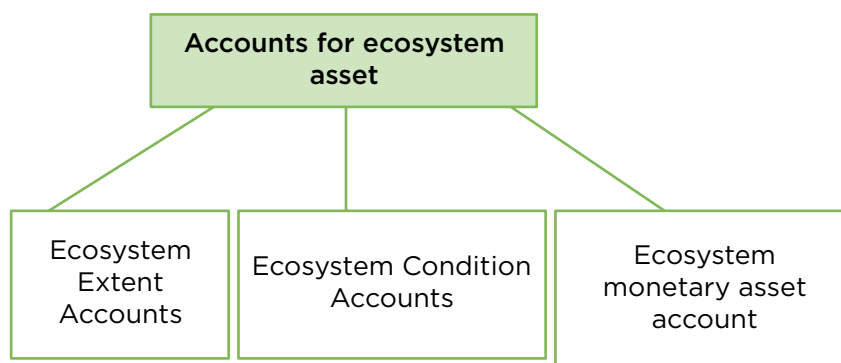 Accounts for ecosystem
asset
Ecosystem
Extent
Accounts
Ecosystem Condition
Accounts
Ecosystem
monetary asset
account